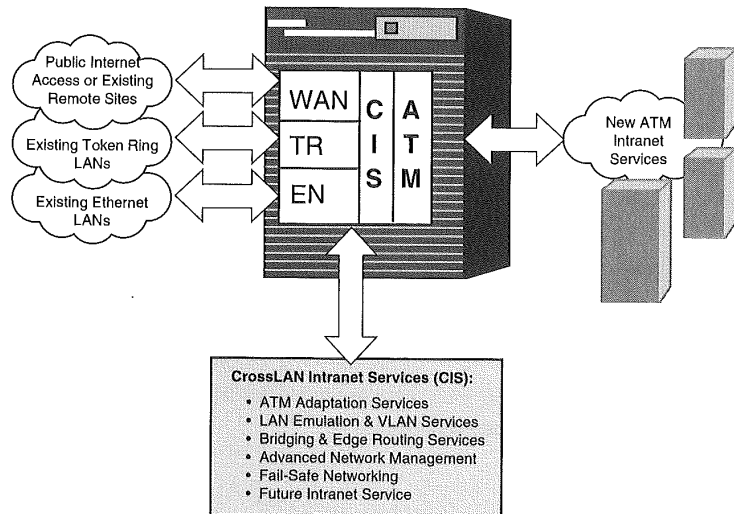 Public Internet
Access or Existing
Remote Sites
Existing Token Ring
LANs
Existing Ethernet
LANs
WAN
TR
EN
CIS
ATM
New ATM
Intranet
Services
CrossLAN Intranet Services (CIS):
• ATM Adaptation Services
• LAN Emulation & VLAN Services
• Bridging & Edge Routing Services
• Advanced Network Management
• Fail-Safe Networking
• Future Intranet Service